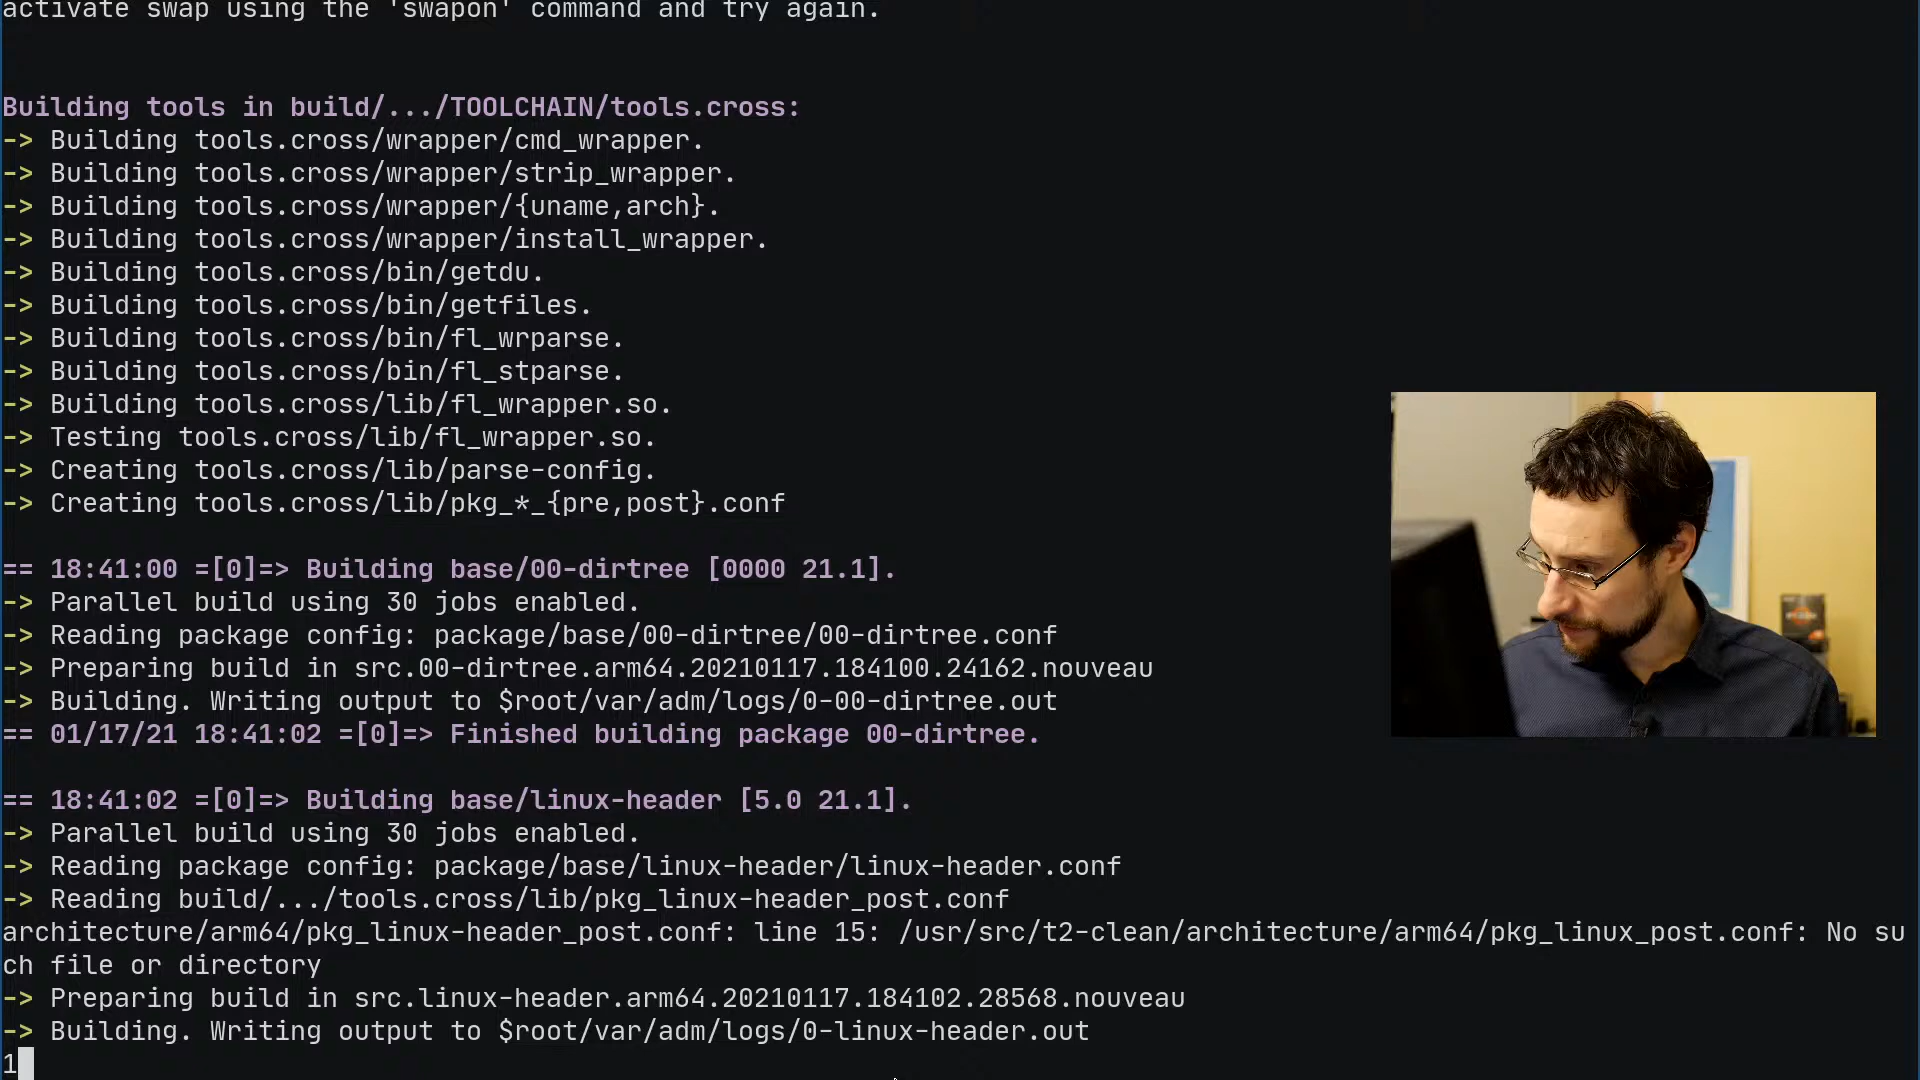 activate swap using the 'swapon' command and try again.
Building tools in build/.../TOOLCHAIN/tools.cross:
-> Building tools.cross/wrapper/cmd_wrapper.
-> Building tools.cross/wrapper/strip_wrapper.
-> Building tools.cross/wrapper/{uname,arch}.
-> Building tools.cross/wrapper/install_wrapper.
-> Building tools.cross/bin/getdu.
-> Building tools.cross/bin/getfiles.
-> Building tools.cross/bin/fl_wrparse.
-> Building tools.cross/bin/fl_stparse.
-> Building tools.cross/lib/fl_wrapper.so.
-> Testing tools.cross/lib/fl_wrapper.so.
-> Creating tools.cross/lib/parse-config.
-> Creating tools.cross/lib/pkg_*_{pre,post}.conf
== 18:41:00 =[0]=> Building base/00-dirtree [0000 21.1].
-> Parallel build using 30 jobs enabled.
-> Reading package config: package/base/00-dirtree/00-dirtree.conf
-> Preparing build in src.00-dirtree.arm64.20210117.184100.24162.nouveau
-> Building. Writing output to $root/var/adm/logs/0-00-dirtree.out
== 01/17/21 18:41:02 =[0]=> Finished building package 00-dirtree.
== 18:41:02 =[0]=> Building base/linux-header [5.0 21.1].
-> Parallel build using 30 jobs enabled.
-> Reading package config: package/base/linux-header/linux-header.conf
-> Reading build/.../tools.cross/lib/pkg_linux-header_post.conf
architecture/arm64/pkg_linux-header_post.conf: line 15: /usr/src/t2-clean/architecture/arm64/pkg_linux_post.conf: No su
ch file or directory
-> Preparing build in src.linux-header.arm64.20210117.184102.28568.nouveau
-> Building. Writing output to $root/var/adm/logs/0-linux-header.out
1